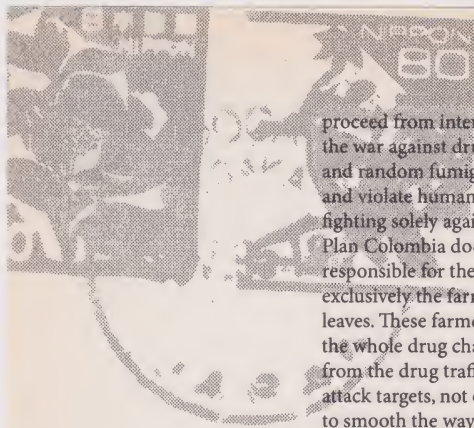 NIPPON
80
proceed from inter
the war against dru
and random fumig
and violate human
fighting solely agai
Plan Colombia do
responsible for the
exclusively the farm
leaves. These farme
the whole drug cha
from the drug traffi
attack targets, not
to smooth the way